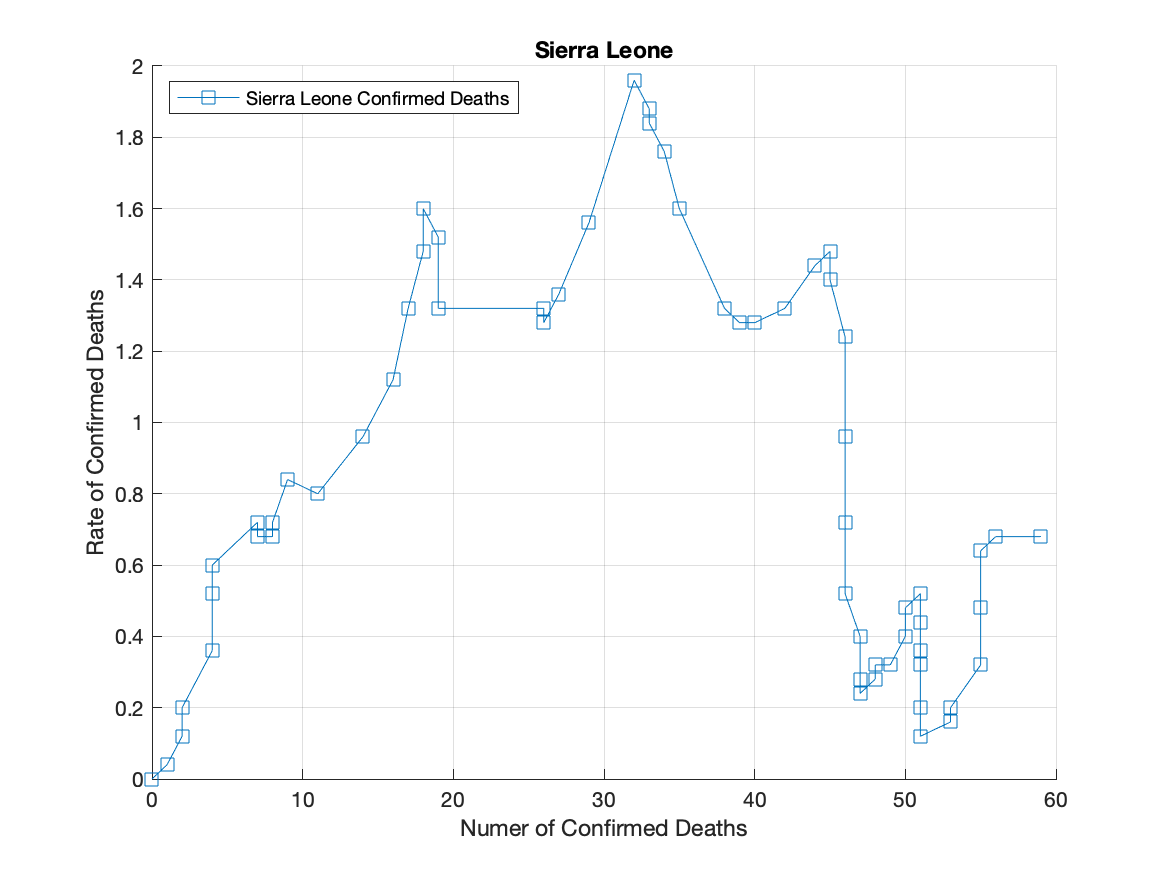 Sierra Leone
Sierra Leone Confirmed Deaths
Rate of Confirmed Deaths
2
1.8
1.6
1.4
1.2
1
0.8
0.6
0.4
0.2
0
0 10 20 30 40 50 60
Numer of Confirmed Deaths